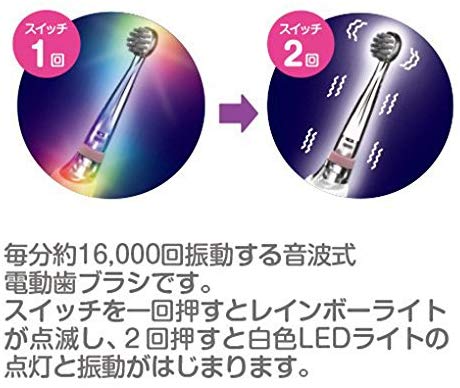 スイッチ
1回
スイッチ
2回
毎分約16,000回振動する音波式
電動歯ブラシです。
スイッチを一回押すとレインボーライト
が点滅し、2回押すと白色LEDライトの
点灯と振動がはじまります。